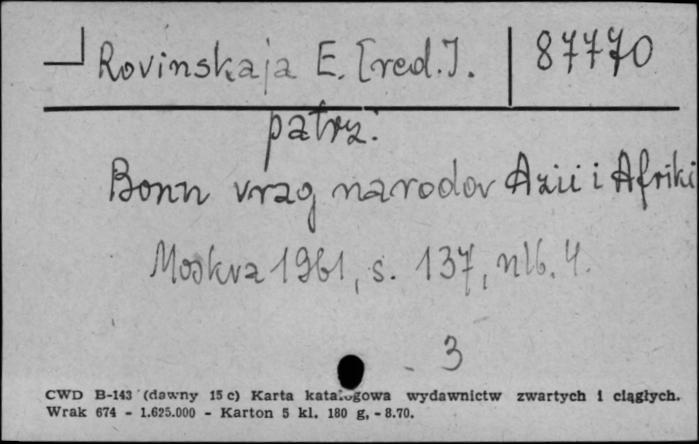 Rovinskaja E. [red.]. 87770
patrz:
Bonn vrag narodov Azii i Afriki
Moskva 1961, s. 137, nlb. 4.
3
CWD B-143 (dawny 15 c) Karta katalogowa wydawnictw zwartych i ciągłych.
Wrak 674 - 1.625.000 - Karton 5 kl. 180 g, - 8.70.